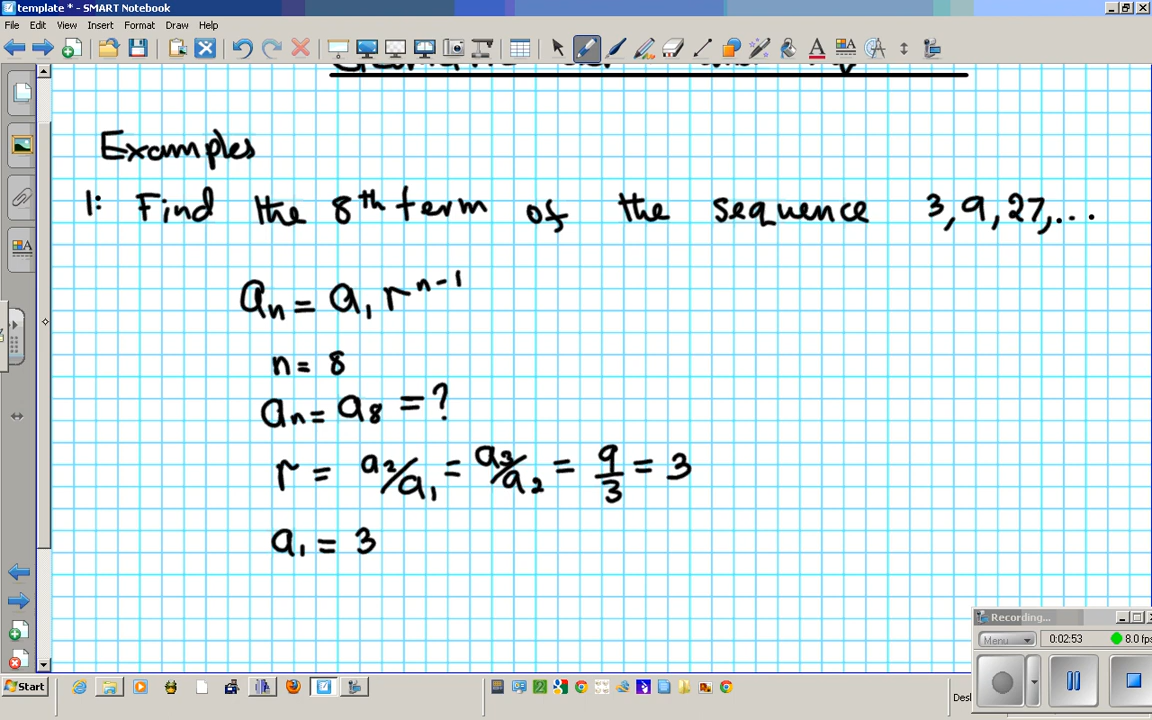 template * - SMART Notebook
File Edit View Insert Format Draw Help
Examples
1: Find the 8th term of the sequence 3, 9, 27, ...
aₙ = a₁ rⁿ⁻¹
n = 8
aₙ = a₈ = ?
r = a₂/a₁ = a₃/a₂ = 9/3 = 3
a₁ = 3
Recording...
Menu 0:02:53 8.0 fps
Start
Des